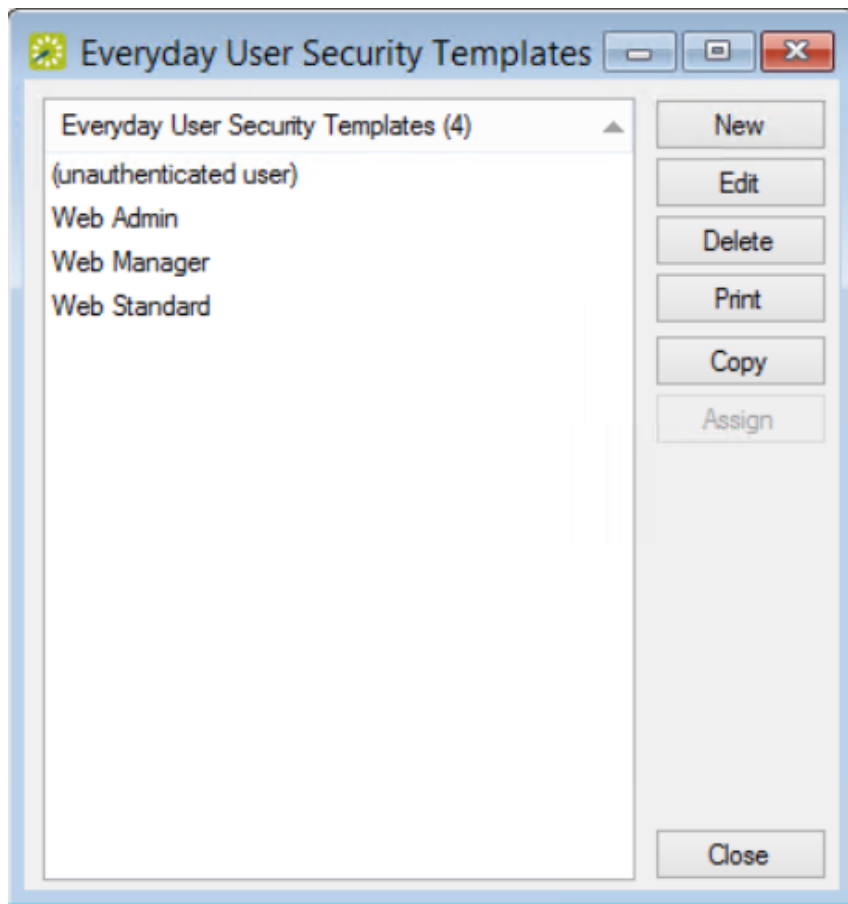 Everyday User Security Templates
Everyday User Security Templates (4)
(unauthenticated user)
Web Admin
Web Manager
Web Standard
New
Edit
Delete
Print
Copy
Assign
Close